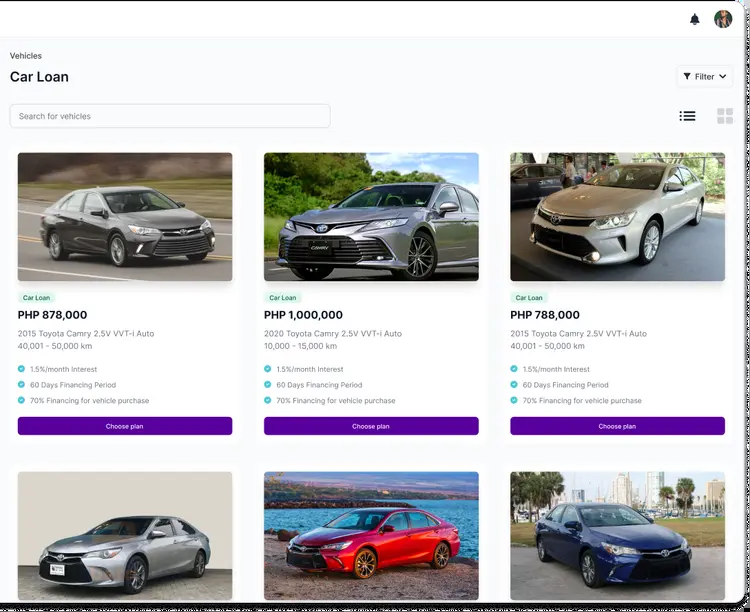 Vehicles
Car Loan
Filter
Search for vehicles
CAMRY
Car Loan
PHP 878,000
2015 Toyota Camry 2.5V VVT-i Auto
40,001 - 50,000 km
1.5%/month Interest
60 Days Financing Period
70% Financing for vehicle purchase
Choose plan
Car Loan
PHP 1,000,000
2020 Toyota Camry 2.5V VVT-i Auto
10,000 - 15,000 km
1.5%/month Interest
60 Days Financing Period
70% Financing for vehicle purchase
Choose plan
Car Loan
PHP 788,000
2015 Toyota Camry 2.5V VVT-i Auto
40,001 - 50,000 km
1.5%/month Interest
60 Days Financing Period
70% Financing for vehicle purchase
Choose plan